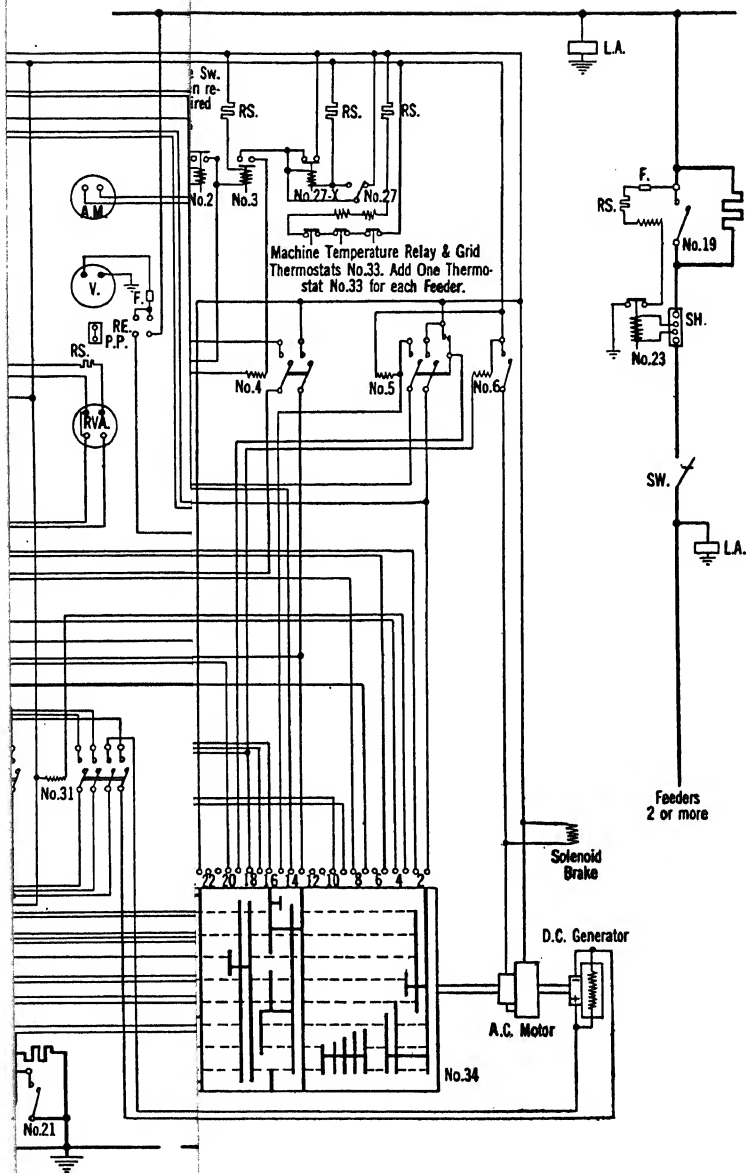 L.A.
e Sw.
n re-
ired
RS.
RS.
RS.
F.
RS.
No.2
No.3
No.27-X
No.27
A.M.
No.19
Machine Temperature Relay & Grid
Thermostats No.33. Add One Thermo-
stat No.33 for each Feeder.
V.
F.
RE.
P.P.
RS.
SH.
No.23
No.4
No.5
No.6
RVA.
SW.
L.A.
No.31
Feeders
2 or more
Solenoid
Brake
22 20 18 16 14 12 10 8 6 4 2
D.C. Generator
A.C. Motor
No.34
No.21